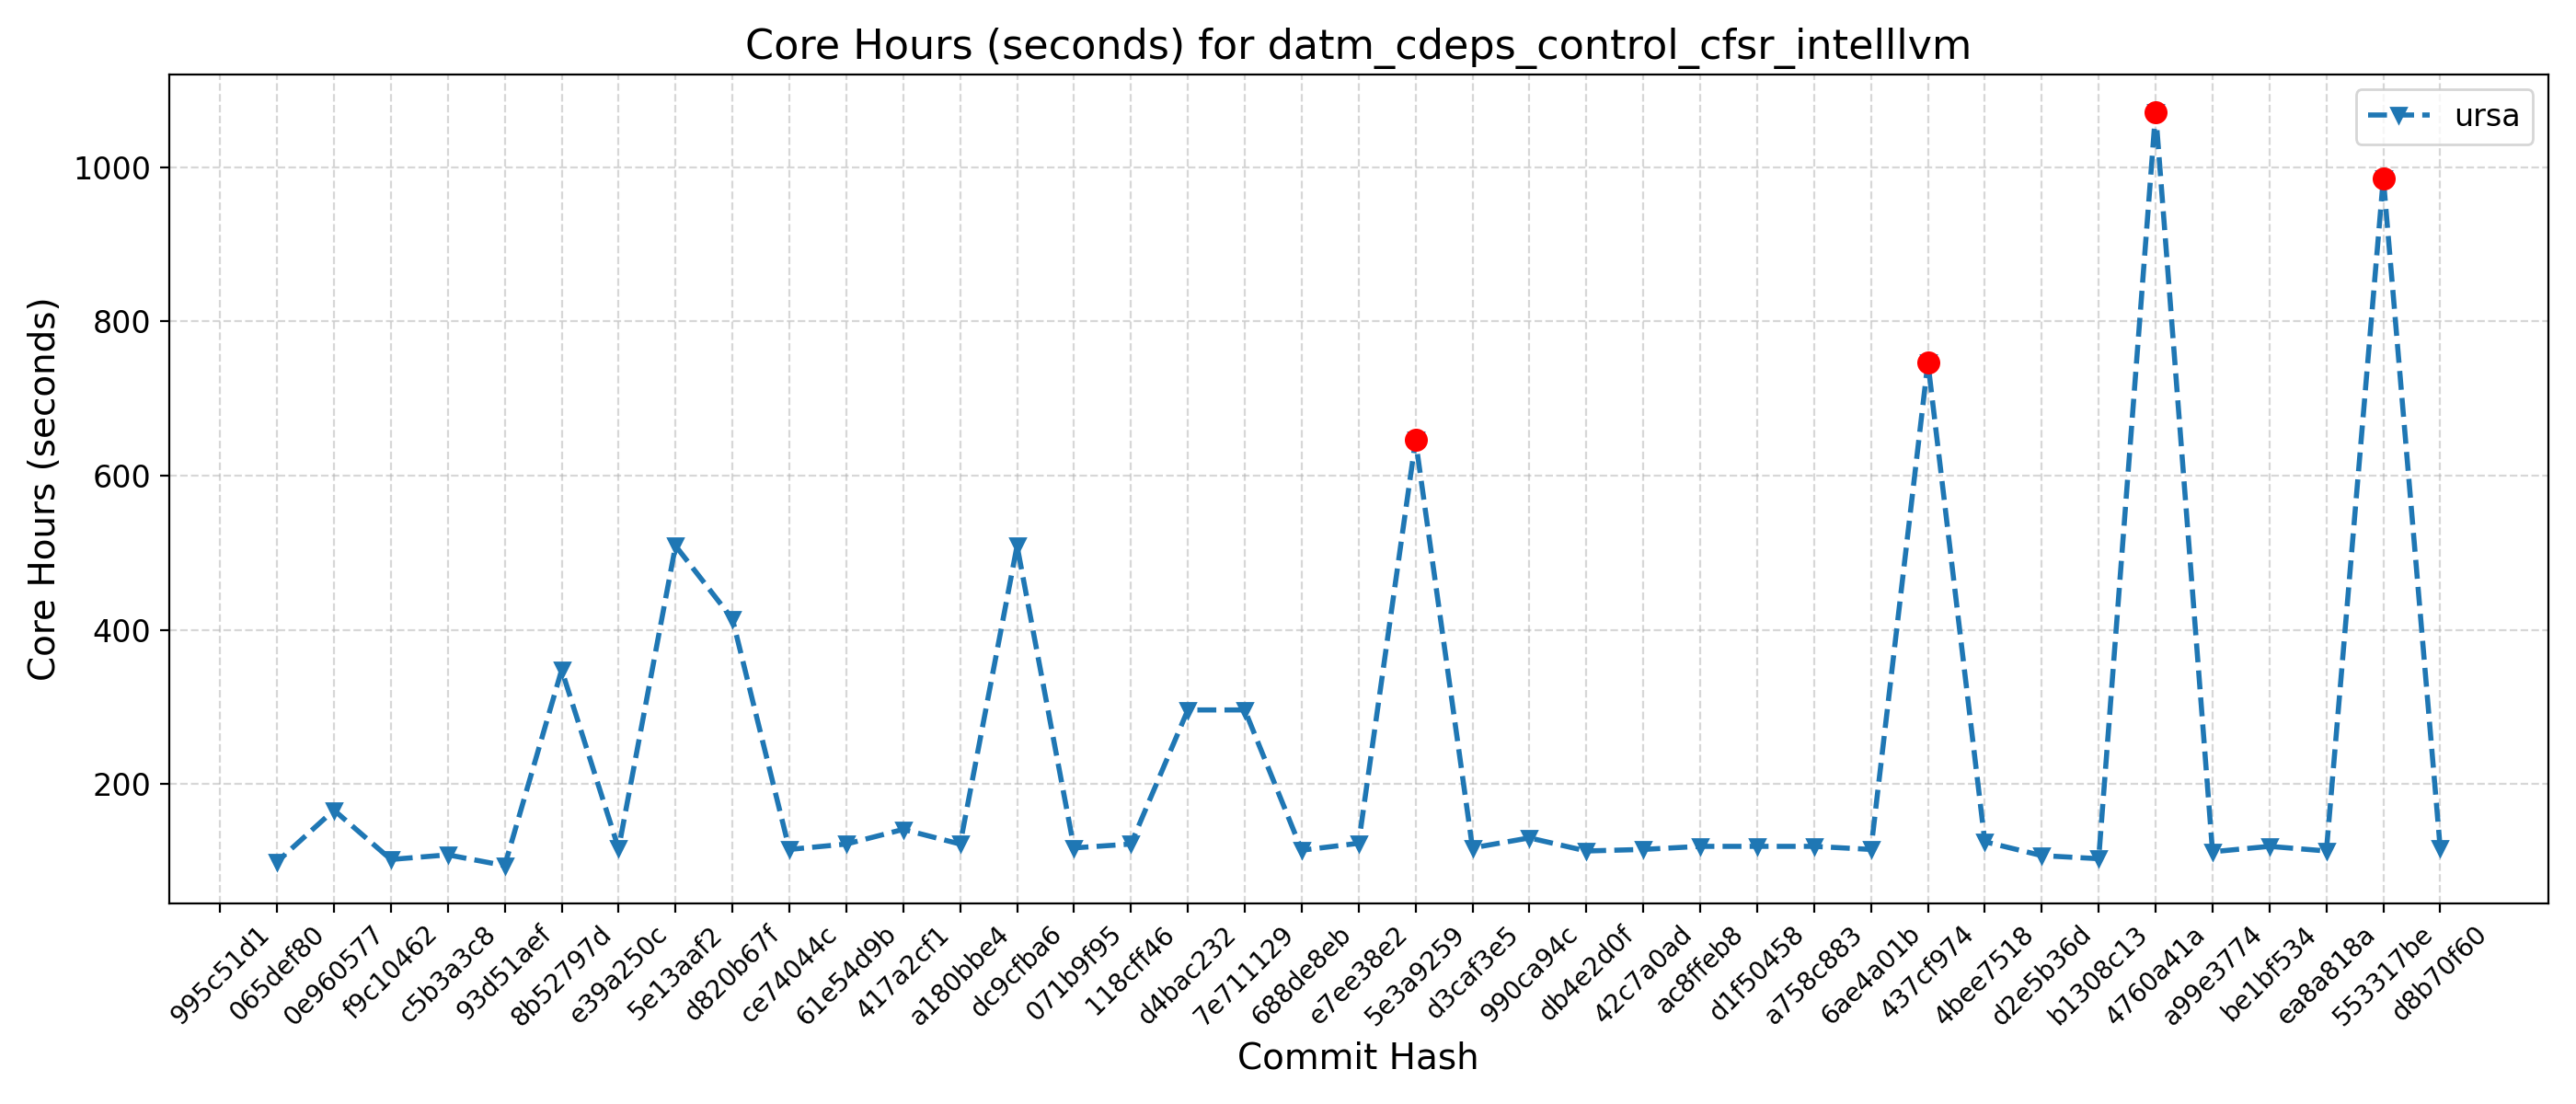 Core Hours (seconds) for datm_cdeps_control_cfsr_intelllvm
ursa
Core Hours (seconds)
1000
800
600
400
200
995c51d1
065def80
0e960577
f9c10462
c5b3a3c8
93d51aef
8b52797d
e39a250c
5e13aaf2
d820b67f
ce74044c
61e54d9b
417a2cf1
a180bbe4
dc9cfba6
071b9f95
118cff46
d4bac232
7e711129
688de8eb
e7ee38e2
5e3a9259
d3caf3e5
990ca94c
db4e2d0f
42c7a0ad
ac8ffeb8
d1f50458
a758c883
6ae4a01b
437cf974
4bee7518
d2e5b36d
b1308c13
4760a41a
a99e3774
be1bf534
ea8a818a
553317be
d8b70f60
Commit Hash